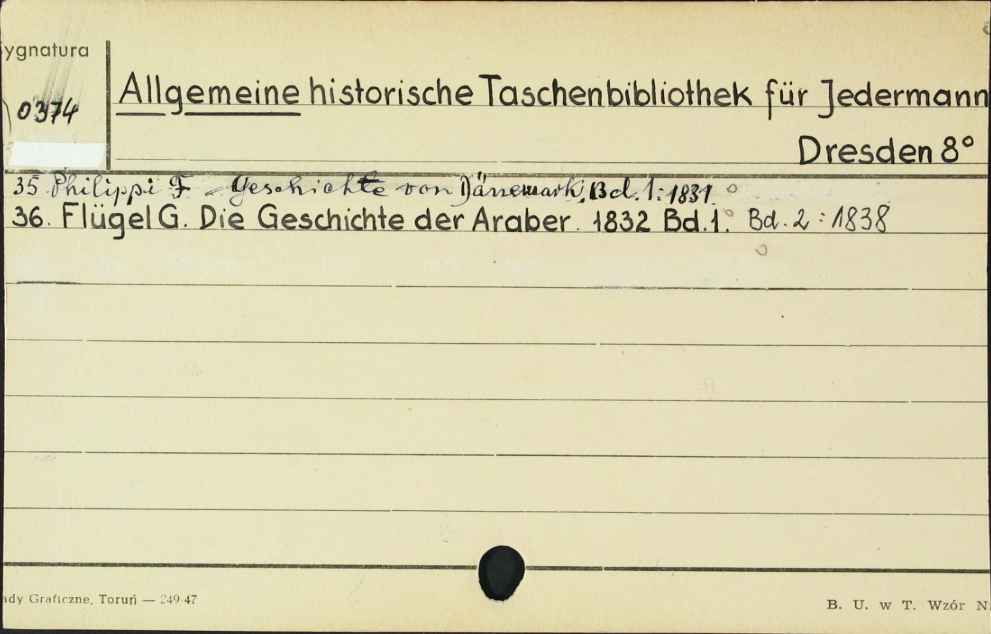 ygnatura
0374
Allgemeine historische Taschenbibliothek für Jedermann
Dresden 8°
35 Philippi F - Geschichte von Dänemark, Bd. 1: 1831.
36. Flügel G. Die Geschichte der Araber. 1832 Bd.1. Bd. 2: 1838
ady Graficzne, Toruń — 249-47
B. U. w T. Wzór N